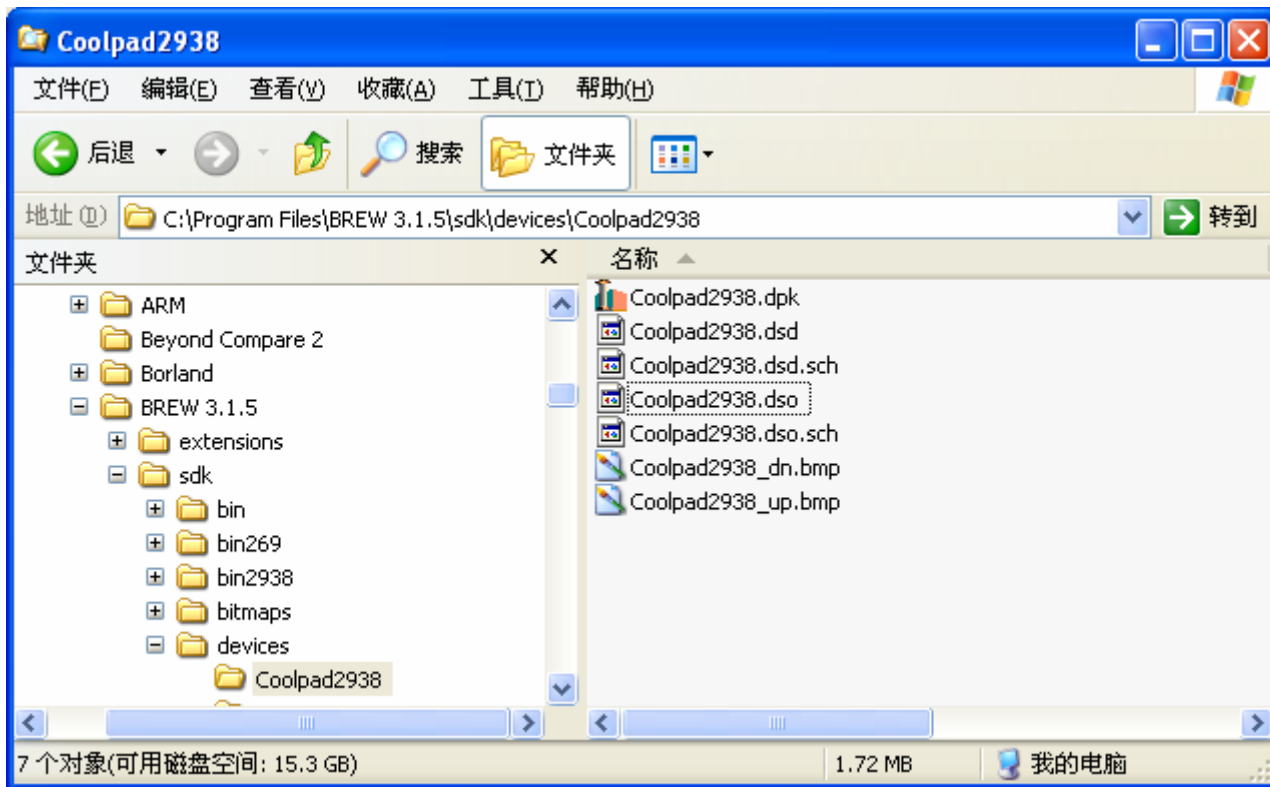 Coolpad2938
文件(F) 编辑(E) 查看(V) 收藏(A) 工具(T) 帮助(H)
后退 搜索 文件夹
地址(D) C:\Program Files\BREW 3.1.5\sdk\devices\Coolpad2938 转到
文件夹
ARM
Beyond Compare 2
Borland
BREW 3.1.5
extensions
sdk
bin
bin269
bin2938
bitmaps
devices
Coolpad2938
名称
Coolpad2938.dpk
Coolpad2938.dsd
Coolpad2938.dsd.sch
Coolpad2938.dso
Coolpad2938.dso.sch
Coolpad2938_dn.bmp
Coolpad2938_up.bmp
7 个对象(可用磁盘空间: 15.3 GB) 1.72 MB 我的电脑